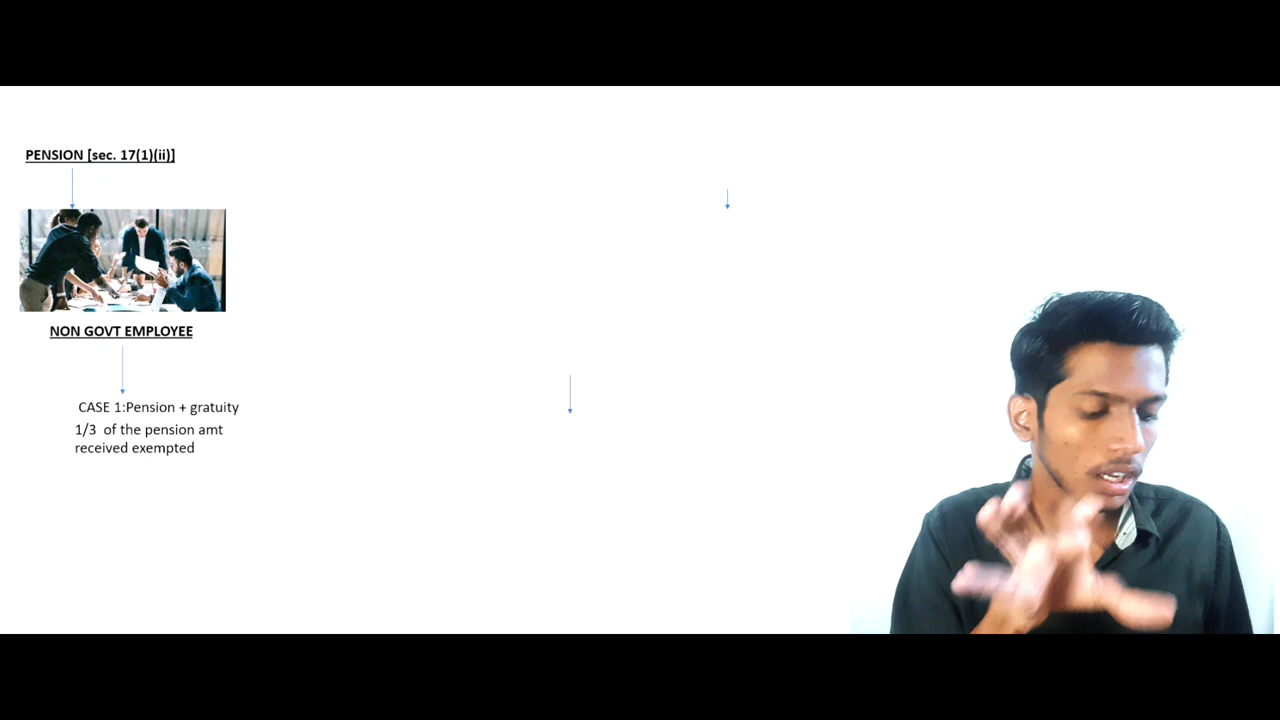 PENSION [sec. 17(1)(ii)]
NON GOVT EMPLOYEE
CASE 1:Pension + gratuity
1/3 of the pension amt
received exempted